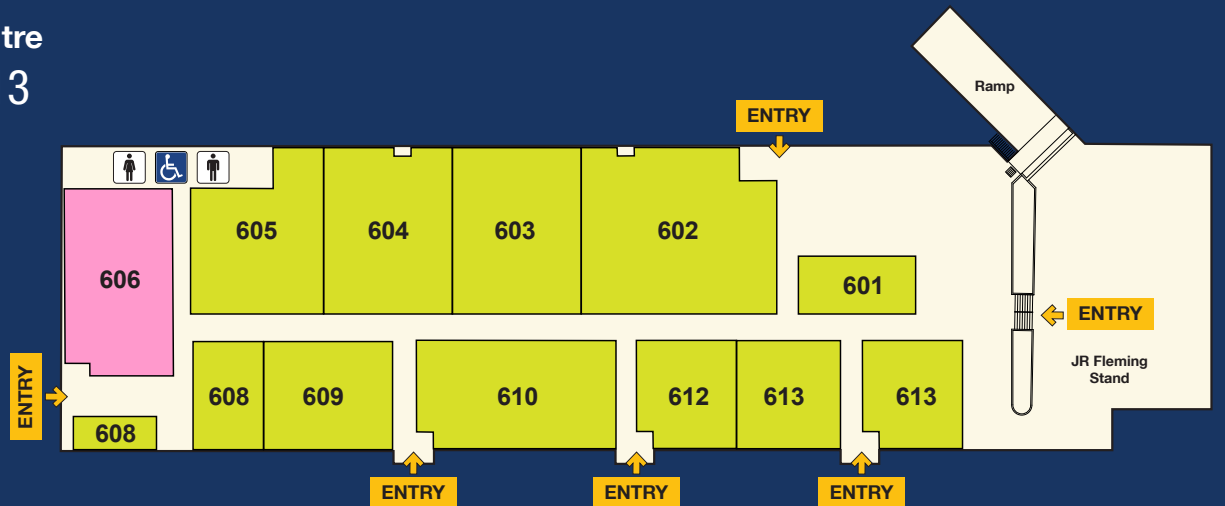 tre
3
Ramp
ENTRY
605
604
603
602
606
601
ENTRY
JR Fleming
Stand
ENTRY
608
609
610
612
613
613
608
ENTRY
ENTRY
ENTRY